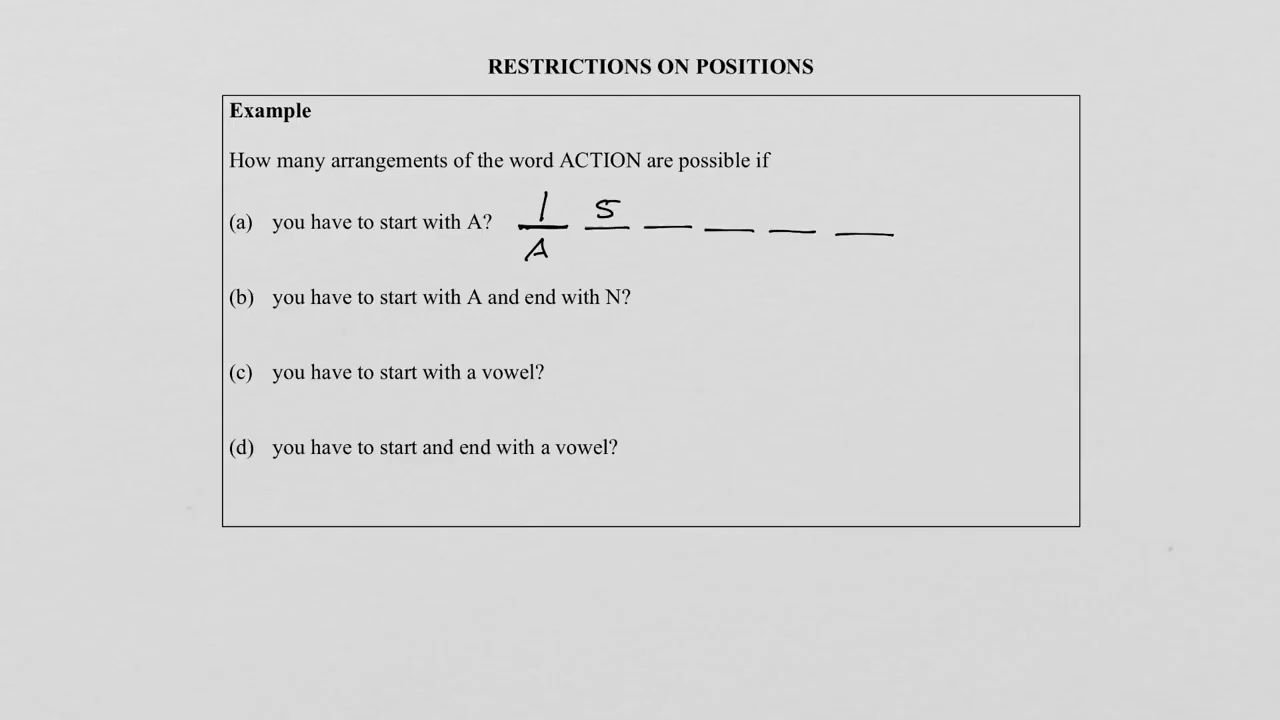 RESTRICTIONS ON POSITIONS
Example
How many arrangements of the word ACTION are possible if
(a) you have to start with A? 1 5
A
(b) you have to start with A and end with N?
(c) you have to start with a vowel?
(d) you have to start and end with a vowel?